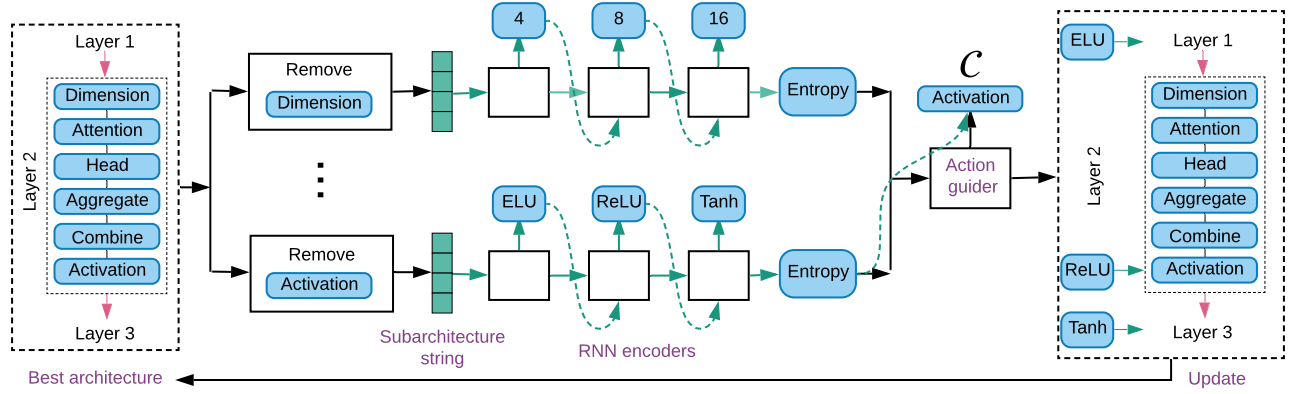 Layer 1
Dimension
Attention
Head
Aggregate
Combine
Activation
Layer 2
Layer 3
Best architecture
Remove
Dimension
Remove
Activation
Subarchitecture
string
4
8
16
Entropy
ELU
ReLU
Tanh
Entropy
RNN encoders
C
Activation
Action
guider
ELU
ReLU
Tanh
Layer 1
Layer 2
Dimension
Attention
Head
Aggregate
Combine
Activation
Layer 3
Update